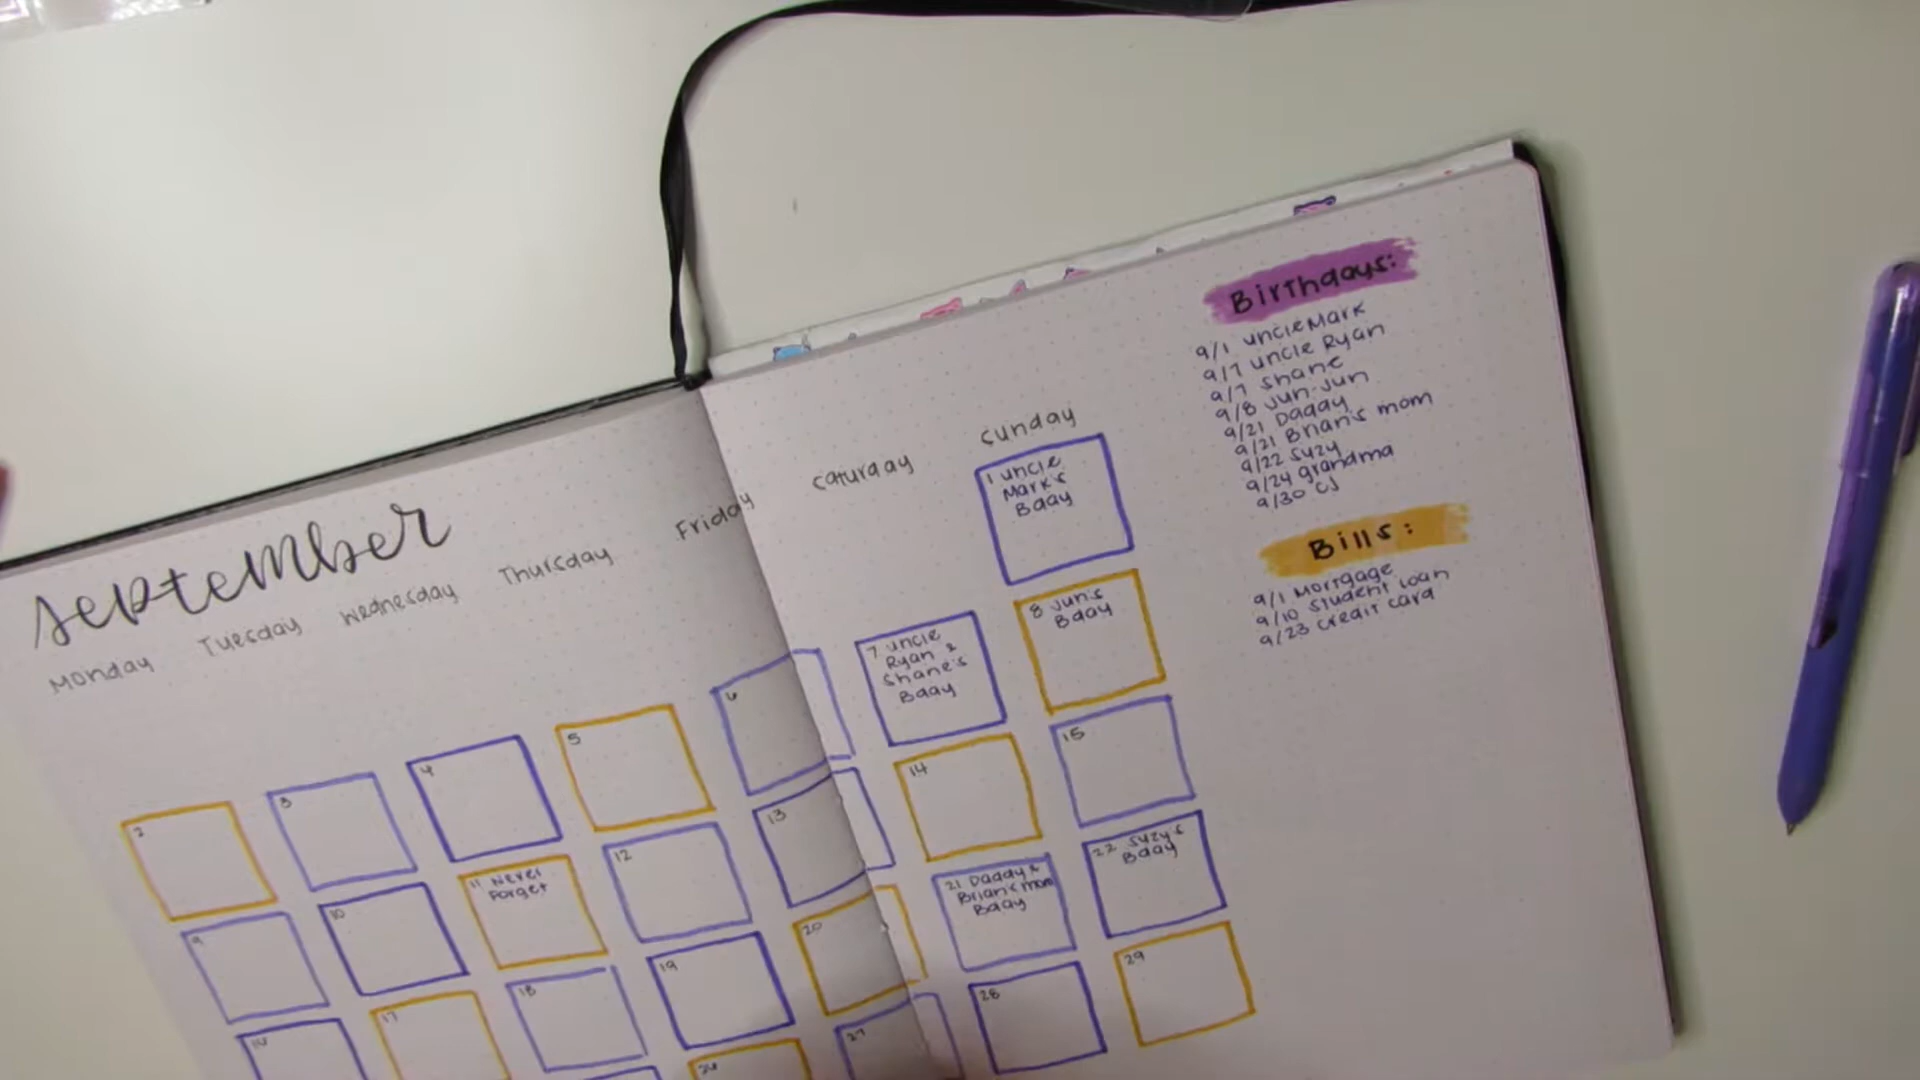 September
Monday
Tuesday
Wednesday
Thursday
Friday
Saturday
Sunday
1 Uncle
Mark's
Bday
2
3
4
5
6
7 Uncle
Ryan &
Shane's
Bday
8 Jun's
Bday
9
10
11 Never
Forget
12
13
14
15
16
17
18
19
20
21 Daddy &
Brian's mom
Bday
22 Suzy's
Bday
26
27
28
29
Birthdays:
9/1 Uncle Mark
9/7 Uncle Ryan
9/7 Shane
9/8 Jun-Jun
9/21 Daddy
9/21 Brian's mom
9/22 Suzy
9/24 grandma
9/30 CJ
Bills:
9/1 Mortgage
9/10 Student Loan
9/23 credit card